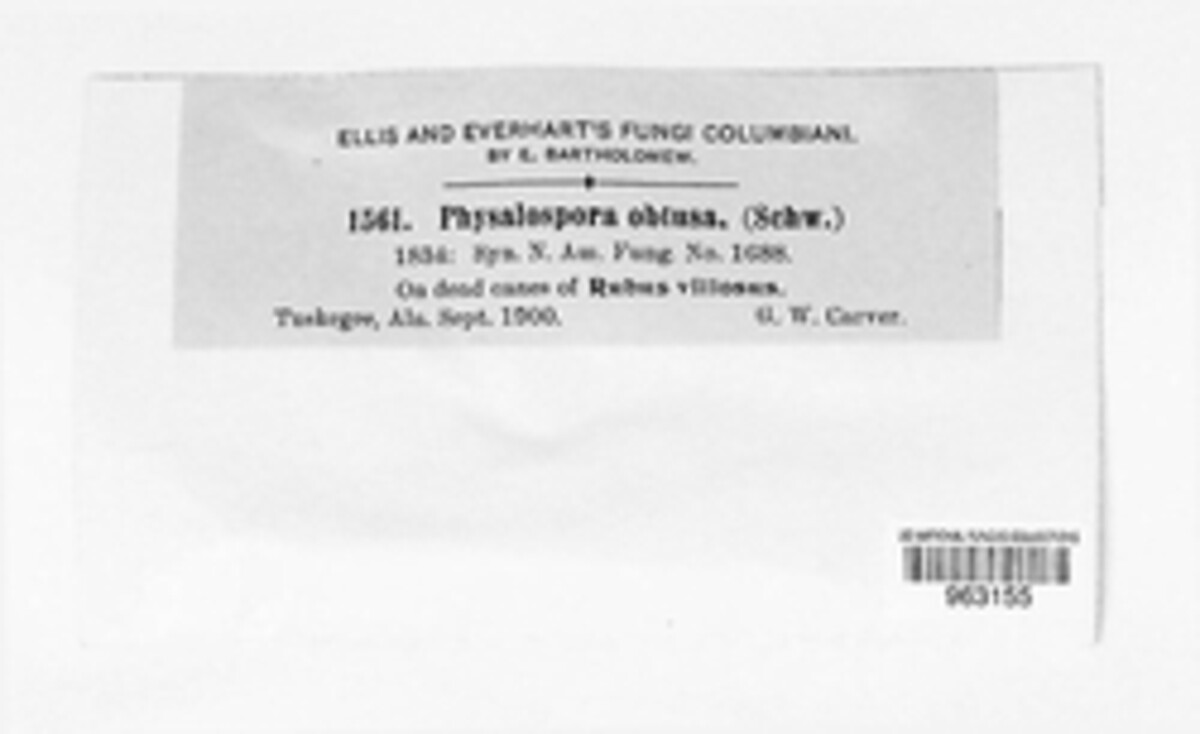 ELLIS AND EVERHART'S FUNGI COLUMBIANI.
BY E. BARTHOLOMEW.
1561. Physalospora obtusa. (Schw.)
1834: Syn. N. Am. Fung. No. 1688.
On dead canes of Rubus villosus.
Tuskegee, Ala. Sept. 1900. G. W. Carver.
963155